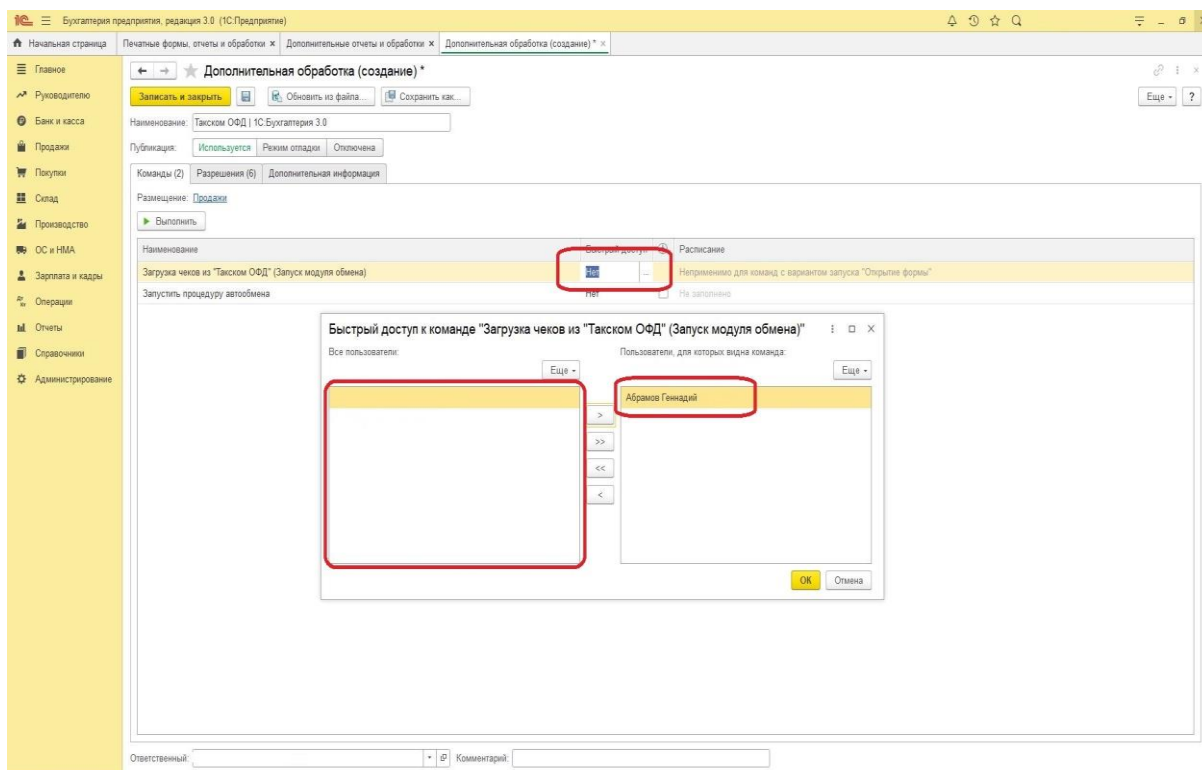 1С Бухгалтерия предприятия, редакция 3.0 (1С:Предприятие)
Начальная страница Печатные формы, отчеты и обработки × Дополнительные отчеты и обработки × Дополнительная обработка (создание) * ×
Главное
Руководителю
Банк и касса
Продажи
Покупки
Склад
Производство
ОС и НМА
Зарплата и кадры
Операции
Отчеты
Справочники
Администрирование
Дополнительная обработка (создание) *
Записать и закрыть Обновить из файла... Сохранить как... Еще ?
Наименование: Такском ОФД | 1С:Бухгалтерия 3.0
Публикация: Используется Режим отладки Отключена
Команды (2) Разрешения (6) Дополнительная информация
Размещение: Продажи
Выполнить
Наименование Быстрый доступ Расписание
Загрузка чеков из "Такском ОФД" (Запуск модуля обмена) Нет ... Неприменимо для команд с вариантом запуска "Открытие формы"
Запустить процедуру автообмена Нет Не заполнено
Быстрый доступ к команде "Загрузка чеков из "Такском ОФД" (Запуск модуля обмена)"
Все пользователи: Пользователи, для которых видна команда:
Еще Еще
Абрамов Геннадий
>
>>
<<
<
ОК Отмена
Ответственный: Комментарий: